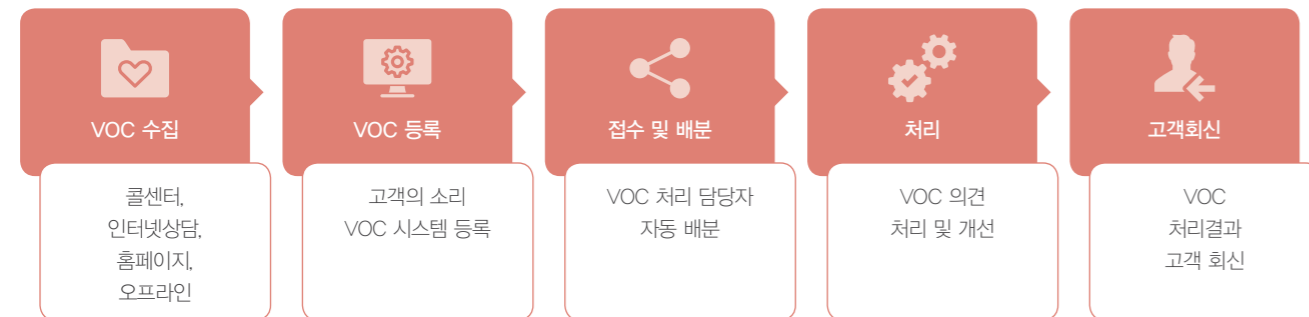 VOC 수집
콜센터,
인터넷상담,
홈페이지,
오프라인
VOC 등록
고객의 소리
VOC 시스템 등록
접수 및 배분
VOC 처리 담당자
자동 배분
처리
VOC 의견
처리 및 개선
고객회신
VOC
처리결과
고객 회신